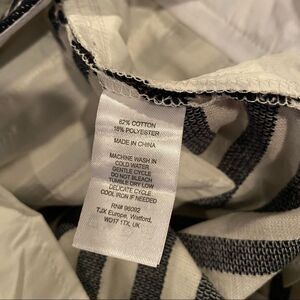 82% COTTON
18% POLYESTER
MADE IN CHINA
MACHINE WASH IN
COLD WATER
GENTLE CYCLE
DO NOT BLEACH
TUMBLE DRY LOW
DELICATE CYCLE
COOL IRON IF NEEDED
RN# 96092
TJX Europe, Watford,
WD17 1TX, UK